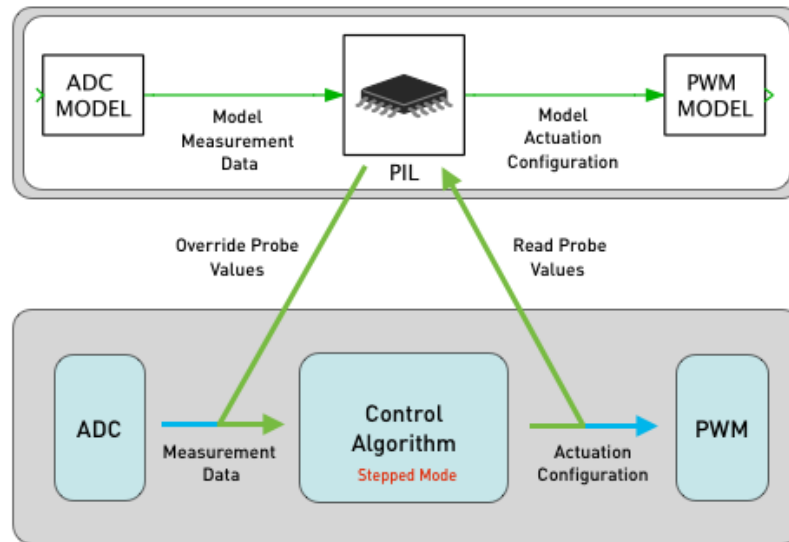 ADC
MODEL
Model
Measurement
Data
PIL
Model
Actuation
Configuration
PWM
MODEL
Override Probe
Values
Read Probe
Values
ADC
Measurement
Data
Control
Algorithm
Stepped Mode
Actuation
Configuration
PWM